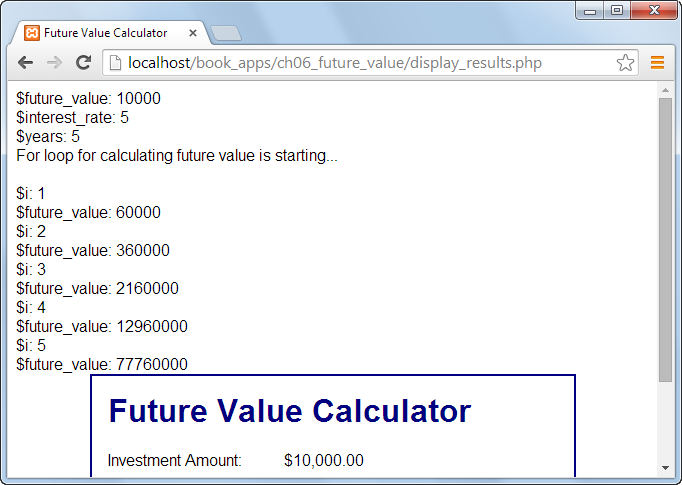 Future Value Calculator
localhost/book_apps/ch06_future_value/display_results.php
$future_value: 10000
$interest_rate: 5
$years: 5
For loop for calculating future value is starting...
$i: 1
$future_value: 60000
$i: 2
$future_value: 360000
$i: 3
$future_value: 2160000
$i: 4
$future_value: 12960000
$i: 5
$future_value: 77760000
Future Value Calculator
Investment Amount: $10,000.00